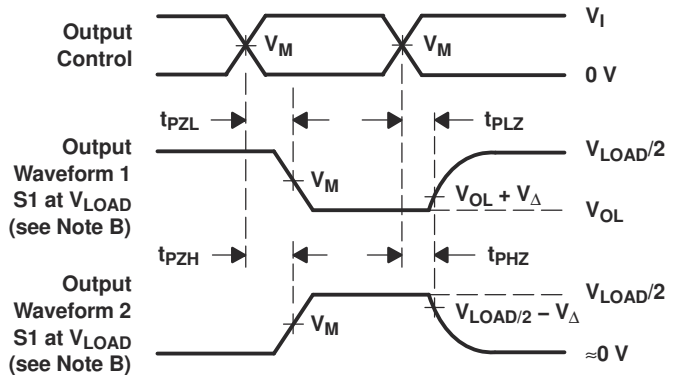 Output
Control
V_M
V_M
V_I
0 V
t_PZL
t_PLZ
Output
Waveform 1
S1 at V_LOAD
(see Note B)
V_M
V_OL + V_Δ
V_LOAD/2
V_OL
t_PZH
t_PHZ
Output
Waveform 2
S1 at V_LOAD
(see Note B)
V_M
V_LOAD/2 – V_Δ
V_LOAD/2
≈0 V